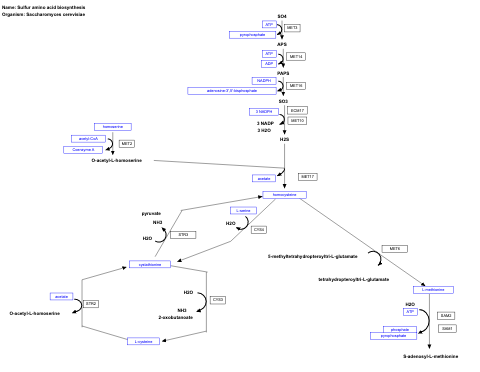 Name: Sulfur amino acid biosynthesis
Organism: Saccharomyces cerevisiae
SO4
ATP
MET3
pyrophosphate
APS
ATP
MET14
ADP
PAPS
NADPH
MET16
adenosine-3',5'-bisphosphate
SO3
3 NADPH
ECM17
3 NADP
MET10
3 H2O
H2S
homoserine
acetyl-CoA
MET2
Coenzyme A
O-acetyl-L-homoserine
acetate
MET17
homocysteine
pyruvate
NH3
H2O
STR3
L-serine
H2O
CYS4
cystathionine
5-methyltetrahydropteroyltri-L-glutamate
MET6
tetrahydropteroyltri-L-glutamate
L-methionine
acetate
STR2
O-acetyl-L-homoserine
H2O
CYS3
NH3
2-oxobutanoate
L-cysteine
H2O
ATP
SAM2
SAM1
phosphate
pyrophosphate
S-adenosyl-L-methionine